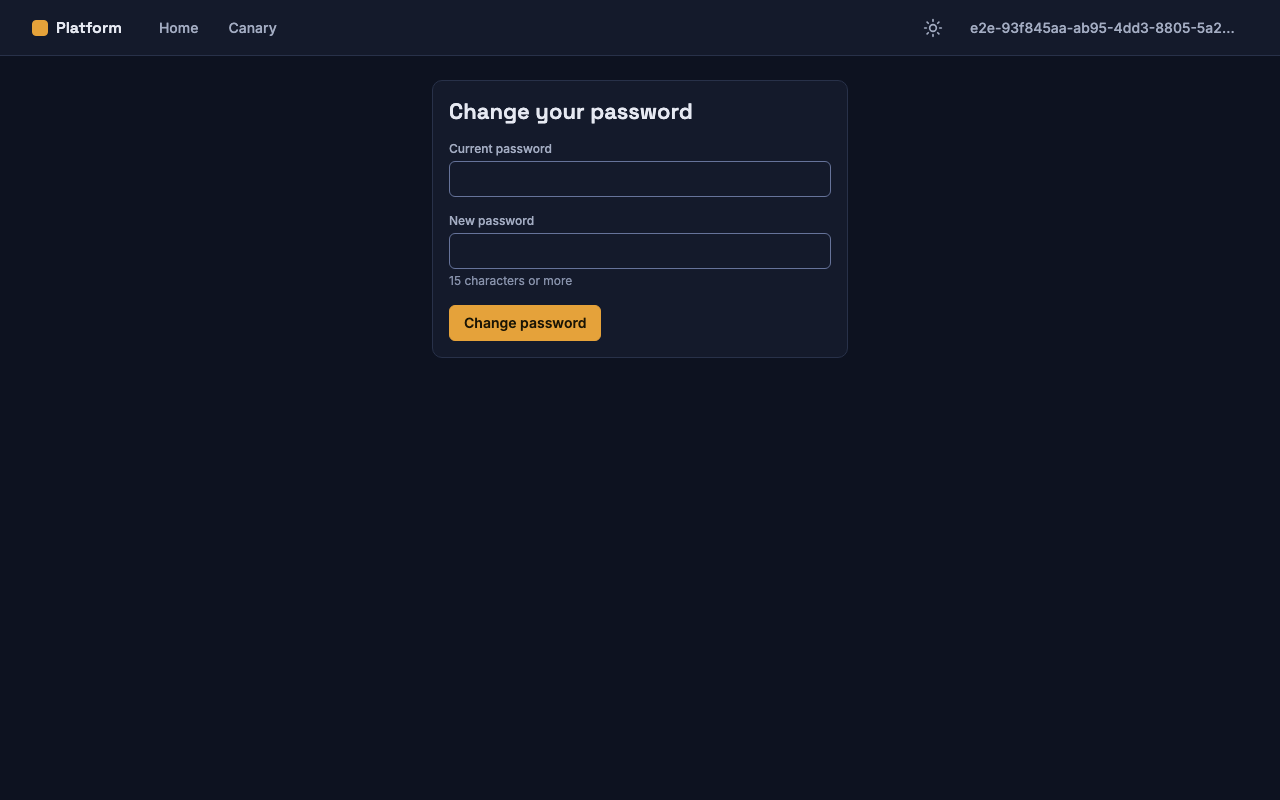 Platform
Home
Canary
e2e-93f845aa-ab95-4dd3-8805-5a2...
Change your password
Current password
New password
15 characters or more
Change password